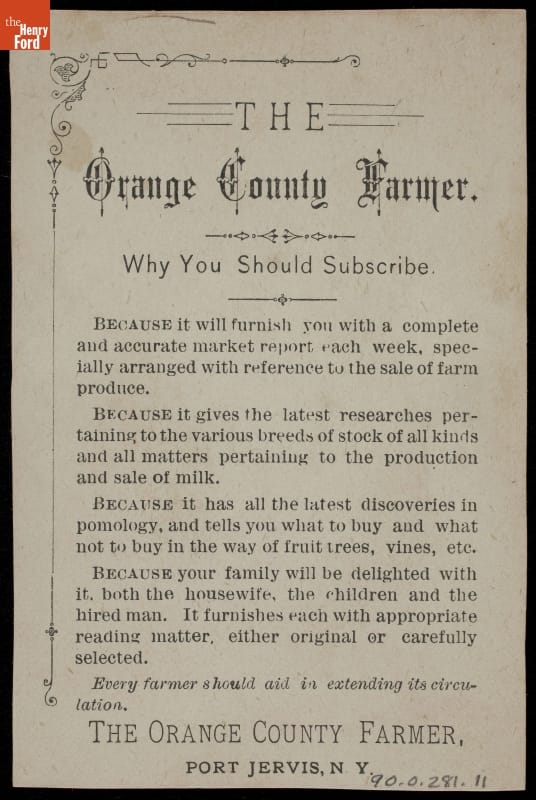 the
Henry
Ford
THE
Orange County Farmer.
Why You Should Subscribe.
BECAUSE it will furnish you with a complete
and accurate market report each week, spec-
ially arranged with reference to the sale of farm
produce.
BECAUSE it gives the latest researches per-
taining to the various breeds of stock of all kinds
and all matters pertaining to the production
and sale of milk.
BECAUSE it has all the latest discoveries in
pomology, and tells you what to buy and what
not to buy in the way of fruit trees, vines, etc.
BECAUSE your family will be delighted with
it, both the housewife, the children and the
hired man. It furnishes each with appropriate
reading matter, either original or carefully
selected.
Every farmer should aid in extending its circu-
lation.
THE ORANGE COUNTY FARMER,
PORT JERVIS, N Y.
90.0.281.11